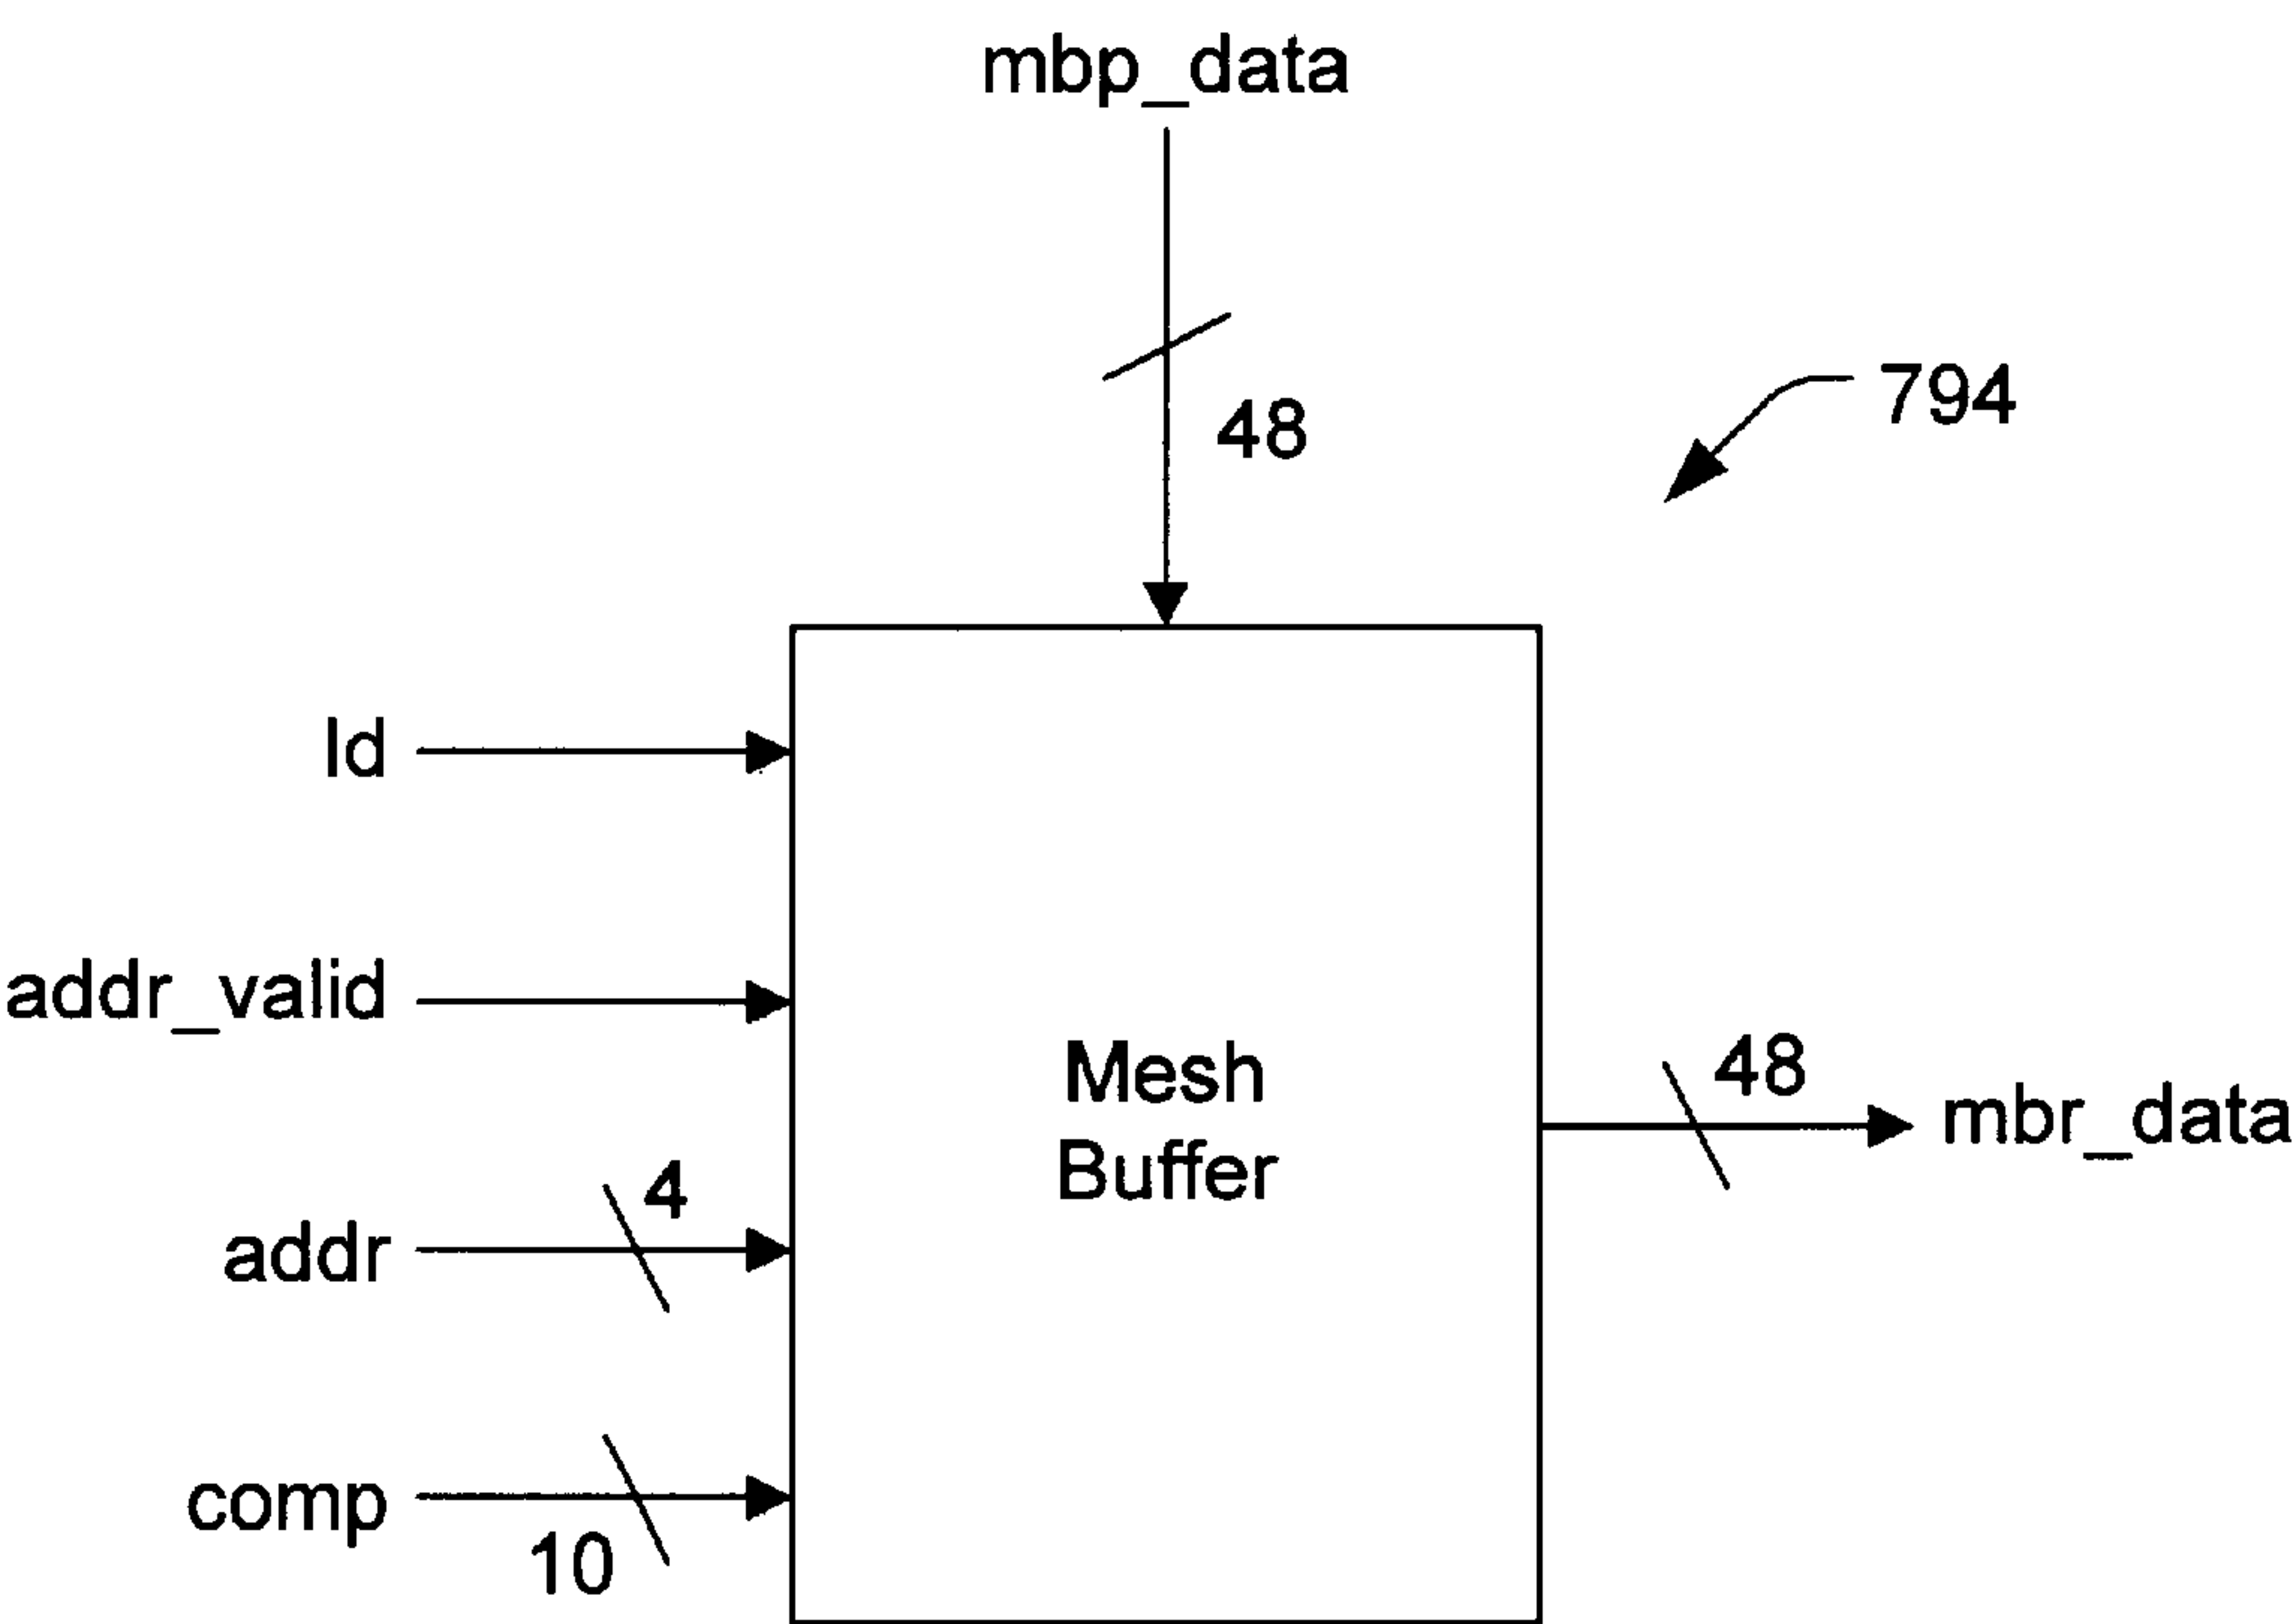 mbp_data
48
794
ld
addr_valid
Mesh
Buffer
48
mbr_data
4
addr
comp
10